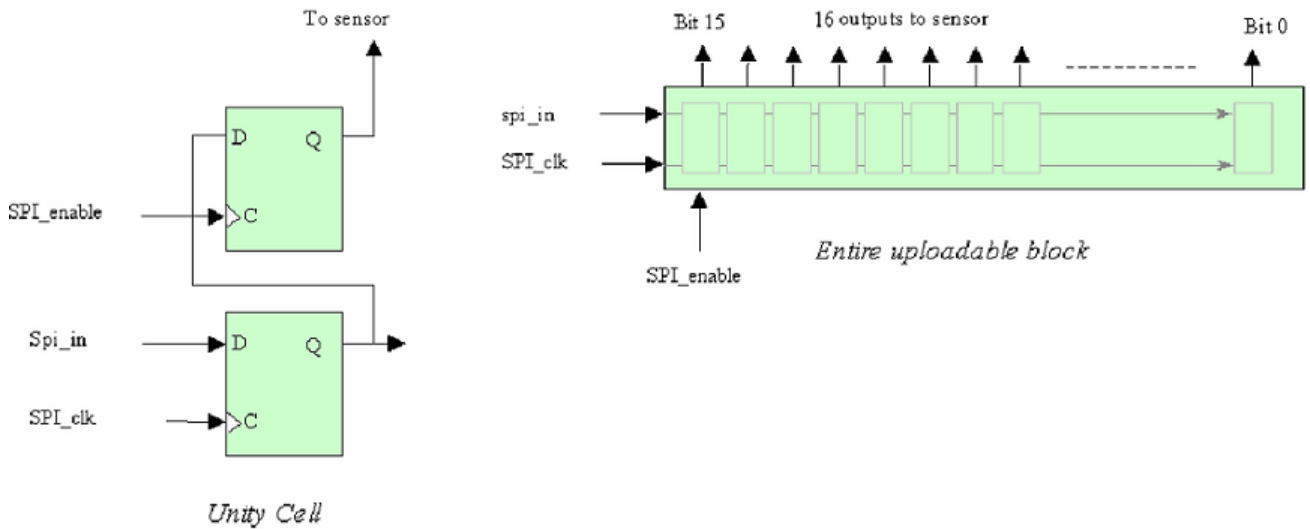 To sensor
D Q
SPI_enable
C
Spi_in
D Q
SPI_clk
C
Unity Cell
Bit 15
16 outputs to sensor
Bit 0
spi_in
SPI_clk
SPI_enable
Entire uploadable block